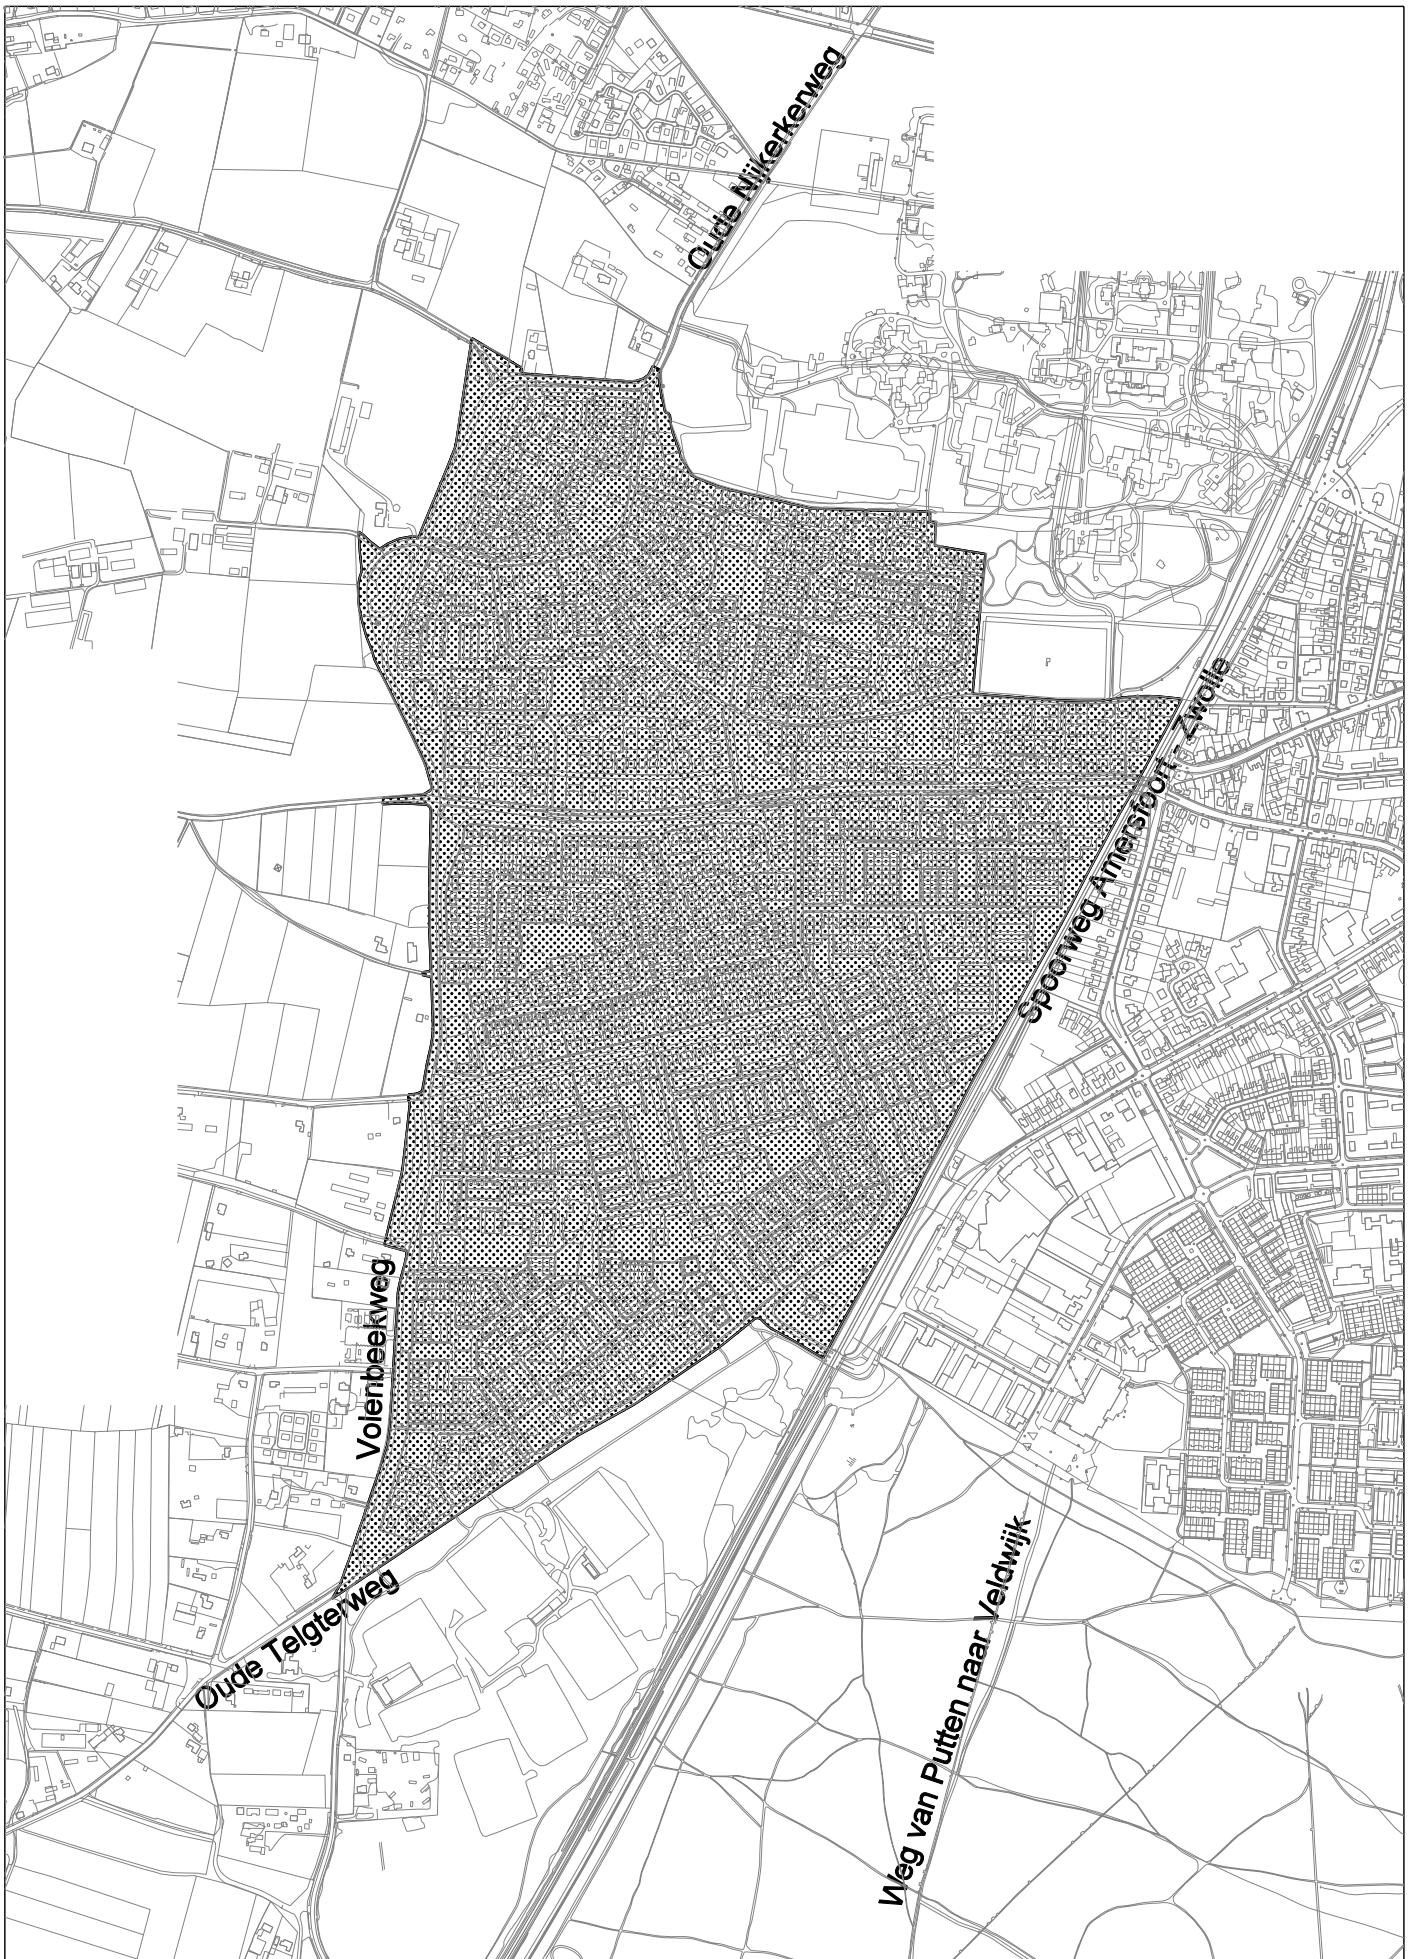 Oude Nijkerkerweg
Spoorweg Amersfoort - Zwolle
Volenbeekweg
Oude Telgterweg
Weg van Putten naar Veldwijk